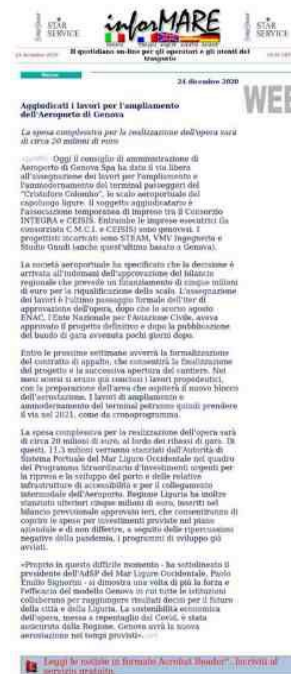 STAR
SERVICE
inforMARE
STAR
SERVICE
24 dicembre 2020
Il quotidiano on-line per gli operatori e gli utenti del
trasporto
24 dicembre 2020
WEB
Aggiudicati i lavori per l'ampliamento
dell'Aeroporto di Genova
La spesa complessiva per la realizzazione dell'opera sarà
di circa 20 milioni di euro
Oggi il consiglio di amministrazione di
Aeroporto di Genova Spa ha dato il via libera
all'assegnazione dei lavori per l'ampliamento e
l'ammodernamento del terminal passeggeri del
"Cristoforo Colombo", lo scalo aeroportuale del
capoluogo ligure. Il soggetto aggiudicatario è
l'associazione temporanea di imprese tra il Consorzio
INTEGRA e CEISIS. Entrambe le imprese esecutrici (la
consorziata C.M.C.I. e CEISIS) sono genovesi. I
progettisti incaricati sono STEAM, VMV Ingegneria e
Studio Gnudi (anche quest'ultimo basato a Genova).
La società aeroportuale ha specificato che la decisione è
arrivata all'indomani dell'approvazione del bilancio
regionale che prevede un finanziamento di cinque milioni
di euro per la riqualificazione dello scalo. L'assegnazione
dei lavori è l'ultimo passaggio formale dell'iter di
approvazione dell'opera, dopo che lo scorso agosto
ENAC, l'Ente Nazionale per l'Aviazione Civile, aveva
approvato il progetto definitivo e dopo la pubblicazione
del bando di gara avvenuta pochi giorni dopo.
Entro le prossime settimane avverrà la formalizzazione
del contratto di appalto, che consentirà la finalizzazione
del progetto e la successiva apertura del cantiere. Nei
mesi scorsi si erano già conclusi i lavori propedeutici,
con la preparazione dell'area che ospiterà il nuovo blocco
dell'aerostazione. I lavori di ampliamento e
ammodernamento del terminal potranno quindi prendere
il via nel 2021, come da cronoprogramma.
La spesa complessiva per la realizzazione dell'opera sarà
di circa 20 milioni di euro, al lordo dei ribassi di gara. Di
questi, 11,5 milioni verranno stanziati dall'Autorità di
Sistema Portuale del Mar Ligure Occidentale nel quadro
del Programma Straordinario d'Investimenti urgenti per
la ripresa e lo sviluppo del porto e delle relative
infrastrutture di accessibilità e per il collegamento
intermodale dell'Aeroporto. Regione Liguria ha inoltre
stanziato ulteriori cinque milioni di euro, inseriti nel
bilancio previsionale approvato ieri, che consentiranno di
coprire le spese per investimenti previste nel piano
aziendale e di non differire, a seguito delle ripercussioni
negative della pandemia, i programmi di sviluppo già
avviati.
«Proprio in questo difficile momento - ha sottolineato il
presidente dell'AdSP del Mar Ligure Occidentale, Paolo
Emilio Signorini - si dimostra una volta di più la forza e
l'efficacia del modello Genova in cui tutte le istituzioni
collaborano per raggiungere risultati decisi per il futuro
della città e della Liguria. La sostenibilità economica
dell'opera, messa a repentaglio dal Covid, è stata
assicurata dalla Regione. Genova avrà la nuova
aerostazione nei tempi previsti».
Leggi le notizie in formato Acrobat Reader®. Iscriviti al
servizio gratuito.